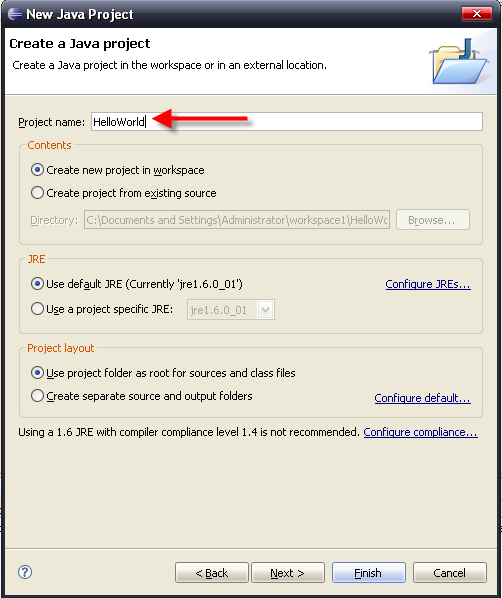 New Java Project
Create a Java project
Create a Java project in the workspace or in an external location.
Project name: HelloWorld
Contents
Create new project in workspace
Create project from existing source
Directory: C:\Documents and Settings\Administrator\workspace1\HelloWo Browse...
JRE
Use default JRE (Currently 'jre1.6.0_01') Configure JREs...
Use a project specific JRE: jre1.6.0_01
Project layout
Use project folder as root for sources and class files
Create separate source and output folders Configure default...
Using a 1.6 JRE with compiler compliance level 1.4 is not recommended. Configure compliance...
? < Back Next > Finish Cancel